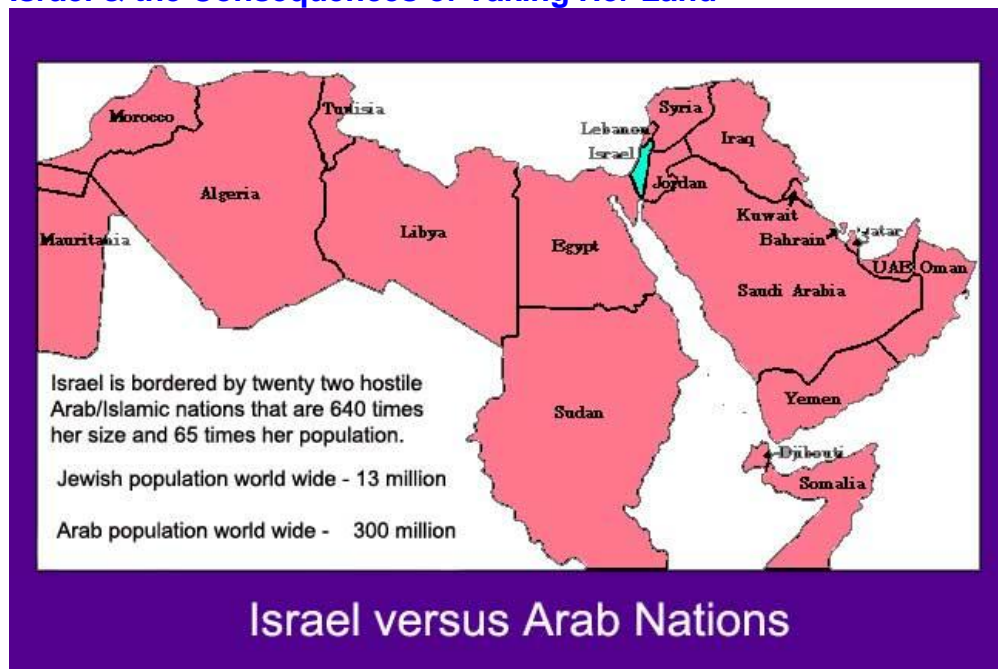 Israel & the Consequences of Taking Her Land
Morocco
Tunisia
Algeria
Mauritania
Libya
Egypt
Sudan
Lebanon
Israel
Syria
Iraq
Jordan
Kuwait
Bahrain
Qatar
UAE
Oman
Saudi Arabia
Yemen
Djibouti
Somalia
Israel is bordered by twenty two hostile
Arab/Islamic nations that are 640 times
her size and 65 times her population.
Jewish population world wide - 13 million
Arab population world wide - 300 million
Israel versus Arab Nations